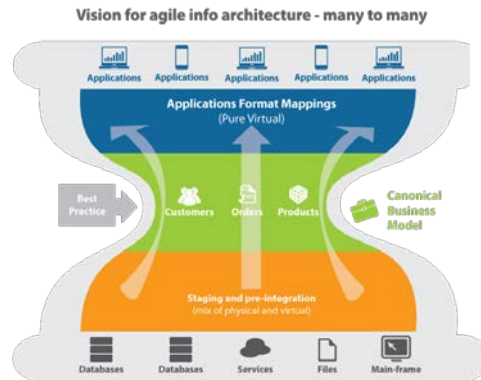 Vision for agile info architecture - many to many
Applications Applications Applications Applications Applications
Applications Format Mappings
(Pure Virtual)
Best
Practice
Customers Orders Products
Canonical
Business
Model
Staging and pre-integration
(mix of physical and virtual)
Databases Databases Services Files Main-frame